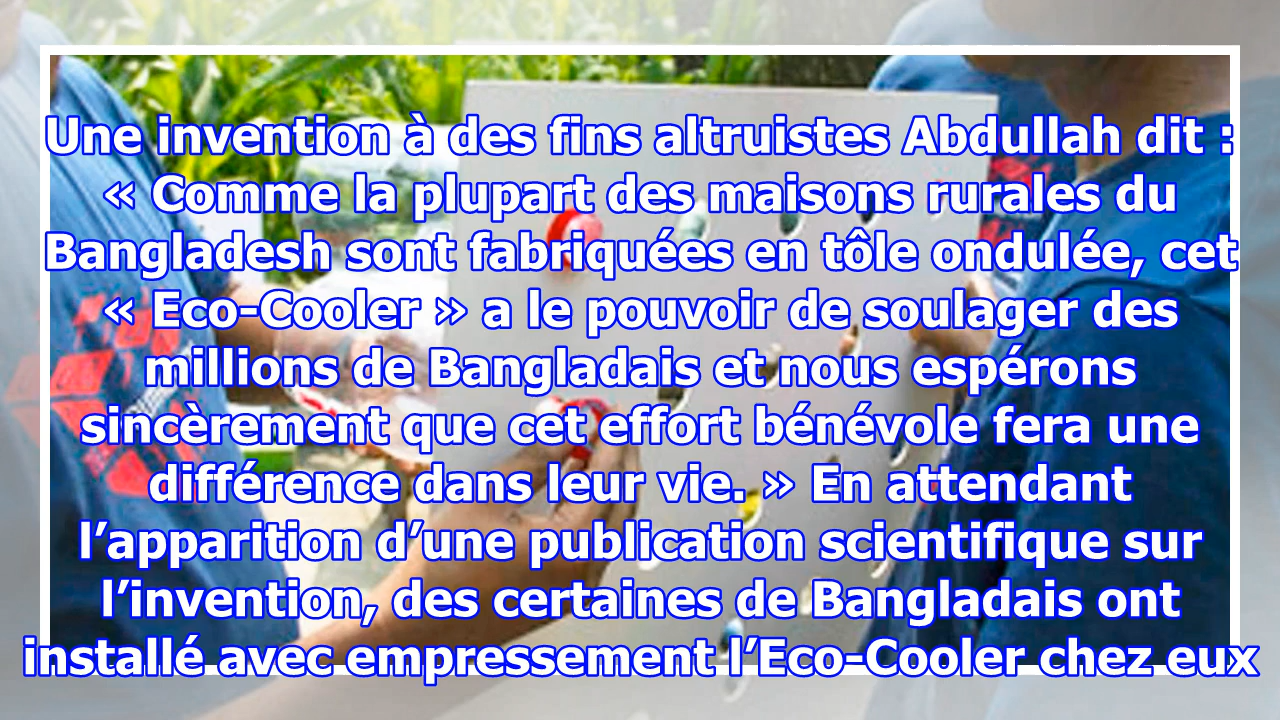 Une invention à des fins altruistes Abdullah dit :
« Comme la plupart des maisons rurales du
Bangladesh sont fabriquées en tôle ondulée, cet
« Eco-Cooler » a le pouvoir de soulager des
millions de Bangladais et nous espérons
sincèrement que cet effort bénévole fera une
différence dans leur vie. » En attendant
l’apparition d’une publication scientifique sur
l’invention, des certaines de Bangladais ont
installé avec empressement l’Eco-Cooler chez eux